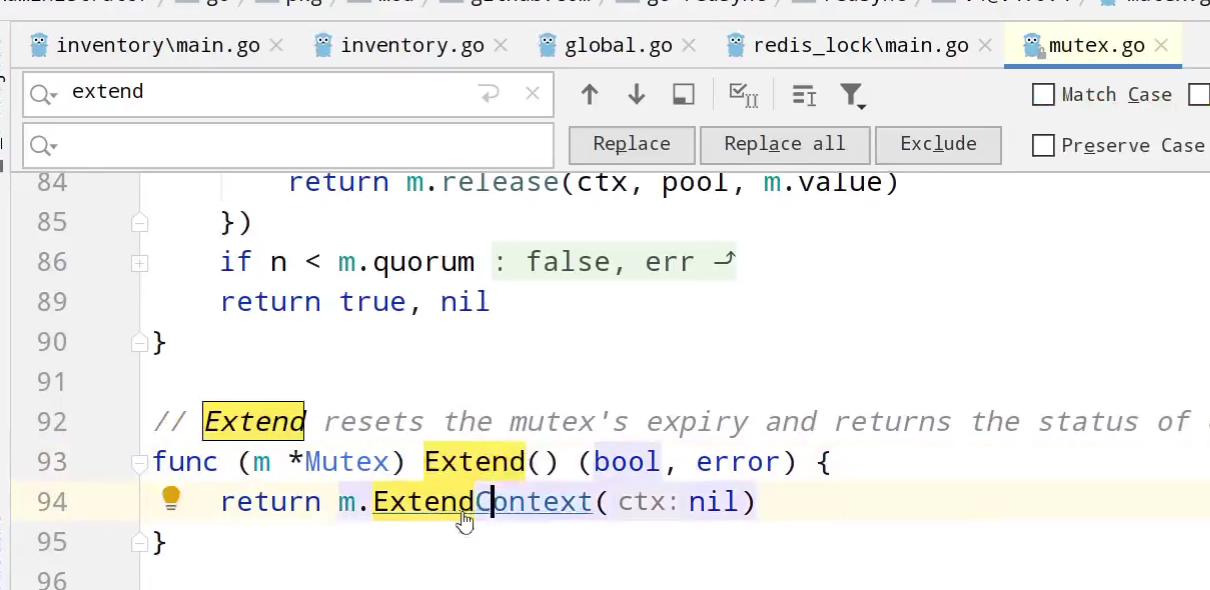 inventory\main.go inventory.go global.go redis_lock\main.go mutex.go
extend Match Case
Replace Replace all Exclude Preserve Case
84 return m.release(ctx, pool, m.value)
85 })
86 if n < m.quorum : false, err
89 return true, nil
90 }
91
92 // Extend resets the mutex's expiry and returns the status of
93 func (m *Mutex) Extend() (bool, error) {
94 return m.ExtendContext( ctx: nil)
95 }
96